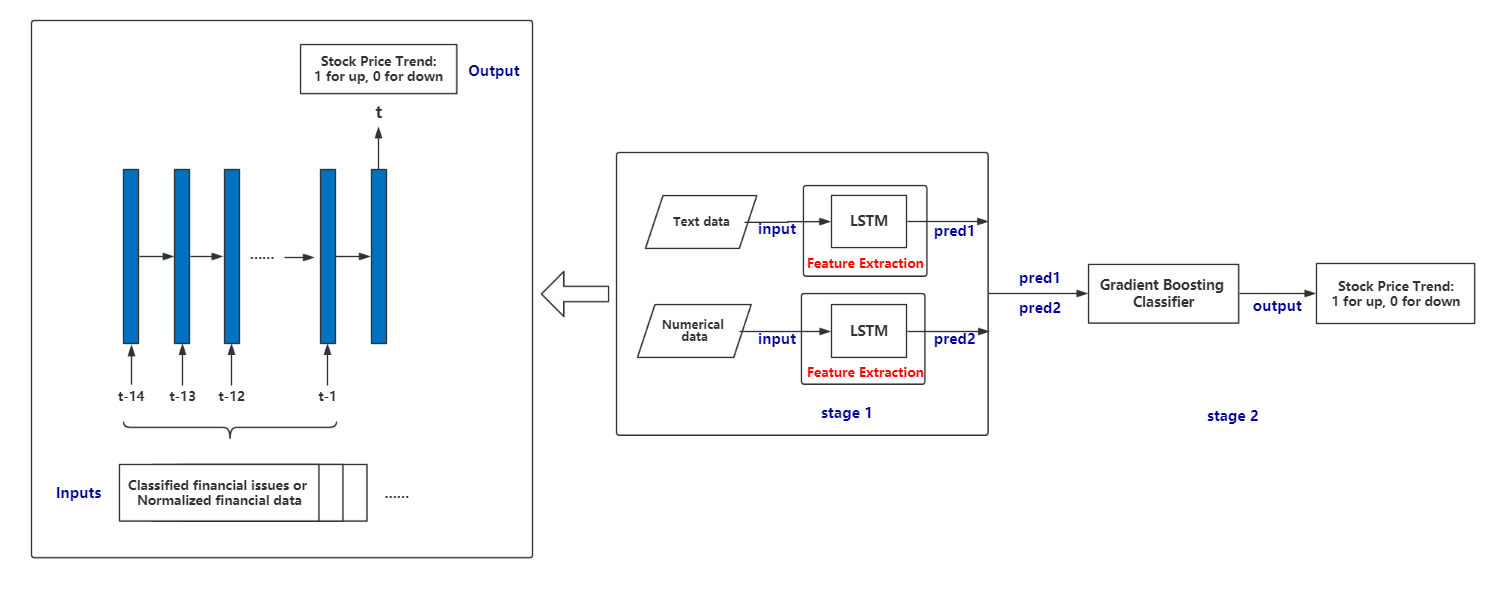 Stock Price Trend:
1 for up, 0 for down
Output
t
......
t-14
t-13
t-12
t-1
Inputs
Classified financial issues or
Normalized financial data
......
Text data
input
LSTM
pred1
Feature Extraction
Numerical
data
input
LSTM
pred2
Feature Extraction
stage 1
pred1
pred2
Gradient Boosting
Classifier
output
Stock Price Trend:
1 for up, 0 for down
stage 2